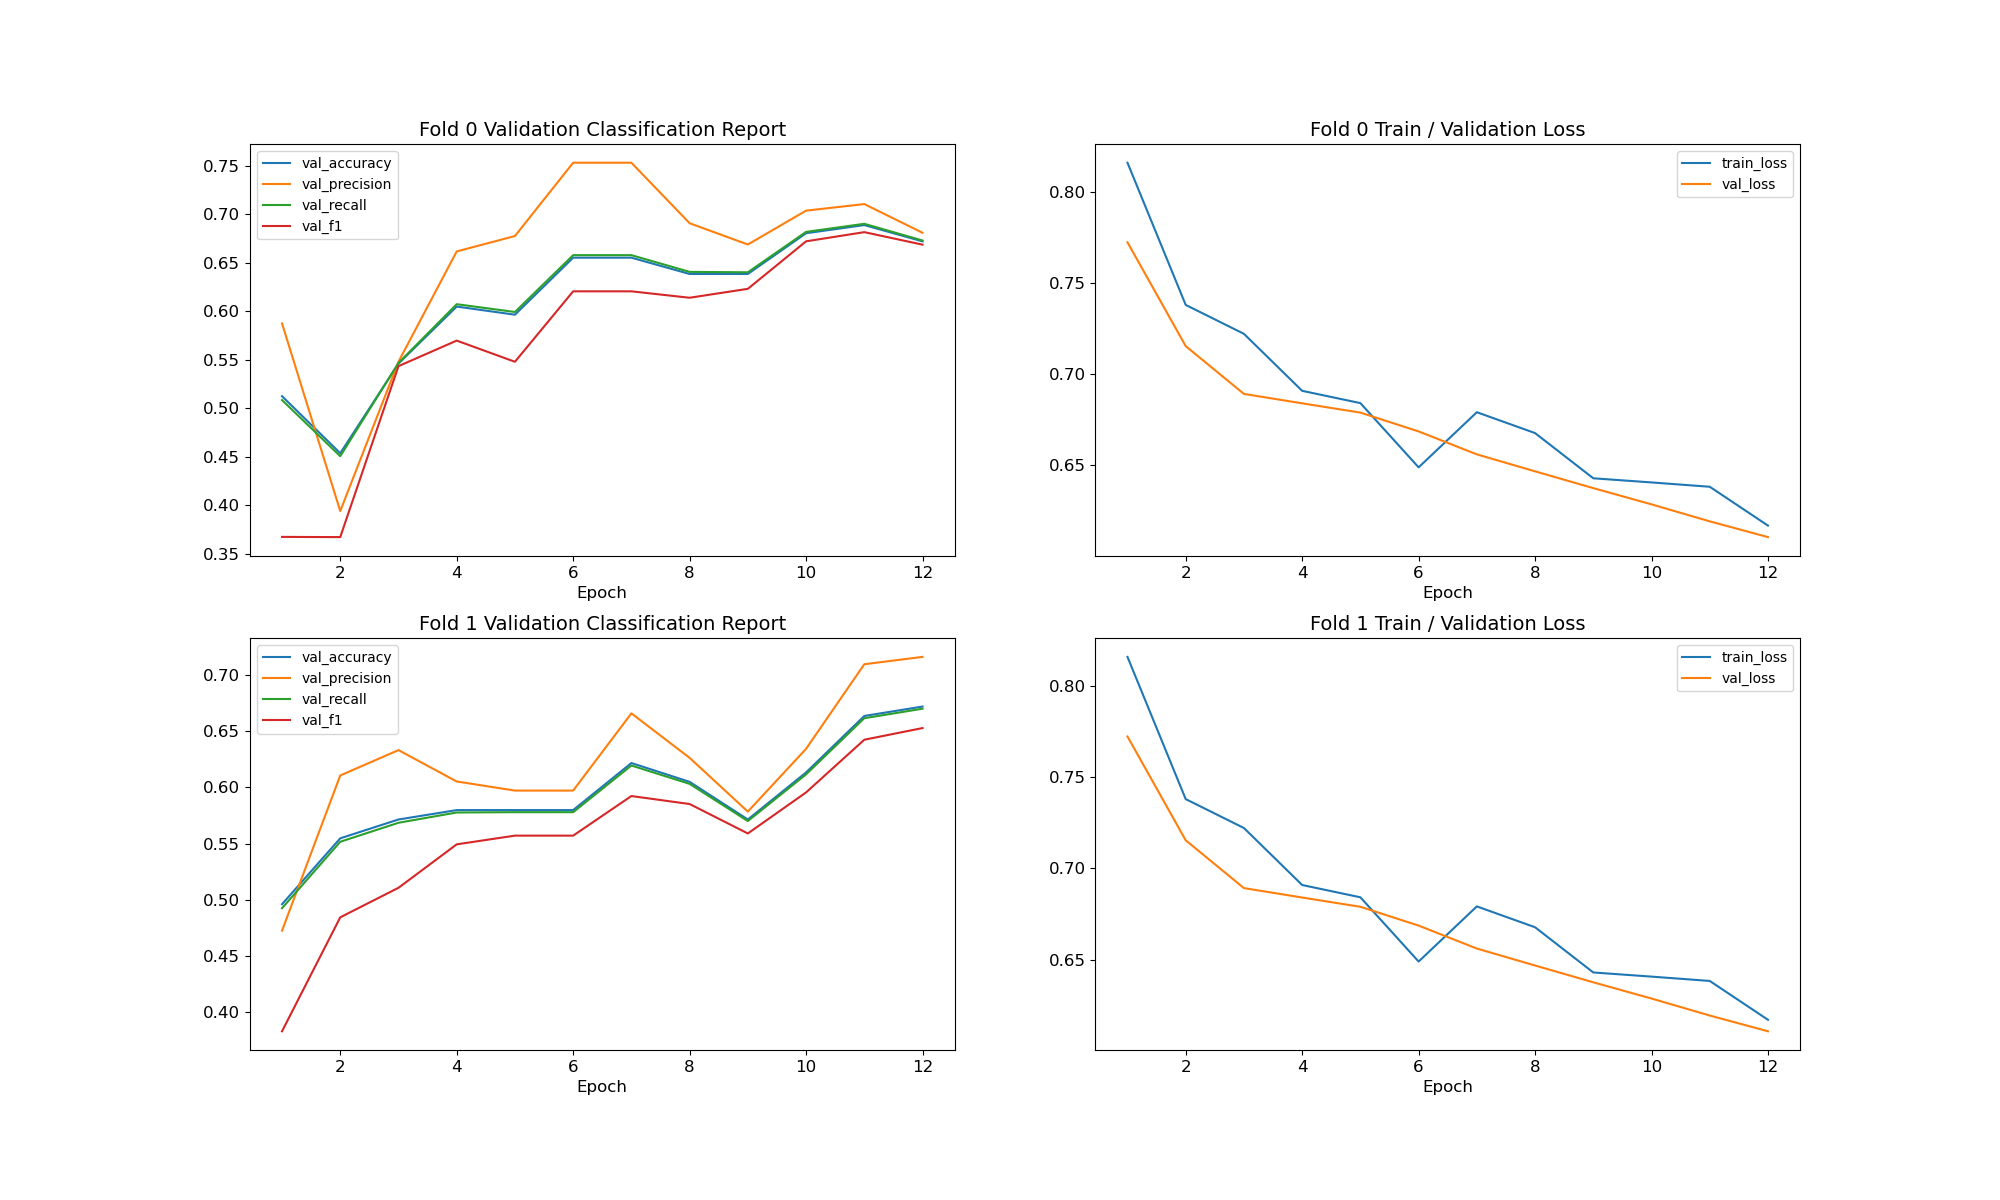 Fold 0 Validation Classification Report
val_accuracy
val_precision
val_recall
val_f1
0.75
0.70
0.65
0.60
0.55
0.50
0.45
0.40
0.35
2 4 6 8 10 12
Epoch
Fold 0 Train / Validation Loss
train_loss
val_loss
0.80
0.75
0.70
0.65
2 4 6 8 10 12
Epoch
Fold 1 Validation Classification Report
val_accuracy
val_precision
val_recall
val_f1
0.70
0.65
0.60
0.55
0.50
0.45
0.40
2 4 6 8 10 12
Epoch
Fold 1 Train / Validation Loss
train_loss
val_loss
0.80
0.75
0.70
0.65
2 4 6 8 10 12
Epoch